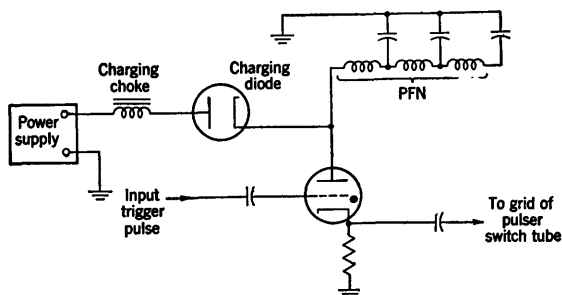 Charging
choke
Charging
diode
PFN
Power
supply
Input
trigger
pulse
To grid of
pulser
switch tube